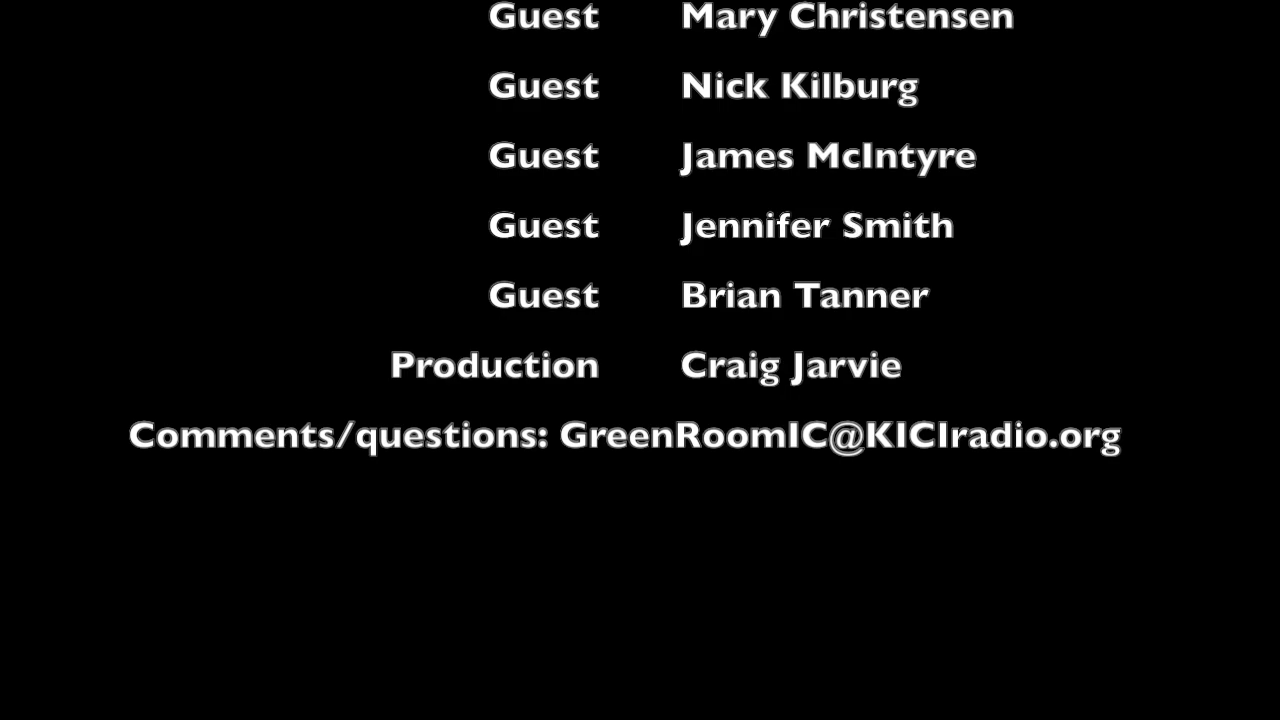 Guest Mary Christensen
Guest Nick Kilburg
Guest James McIntyre
Guest Jennifer Smith
Guest Brian Tanner
Production Craig Jarvie
Comments/questions: GreenRoomIC@KICIradio.org